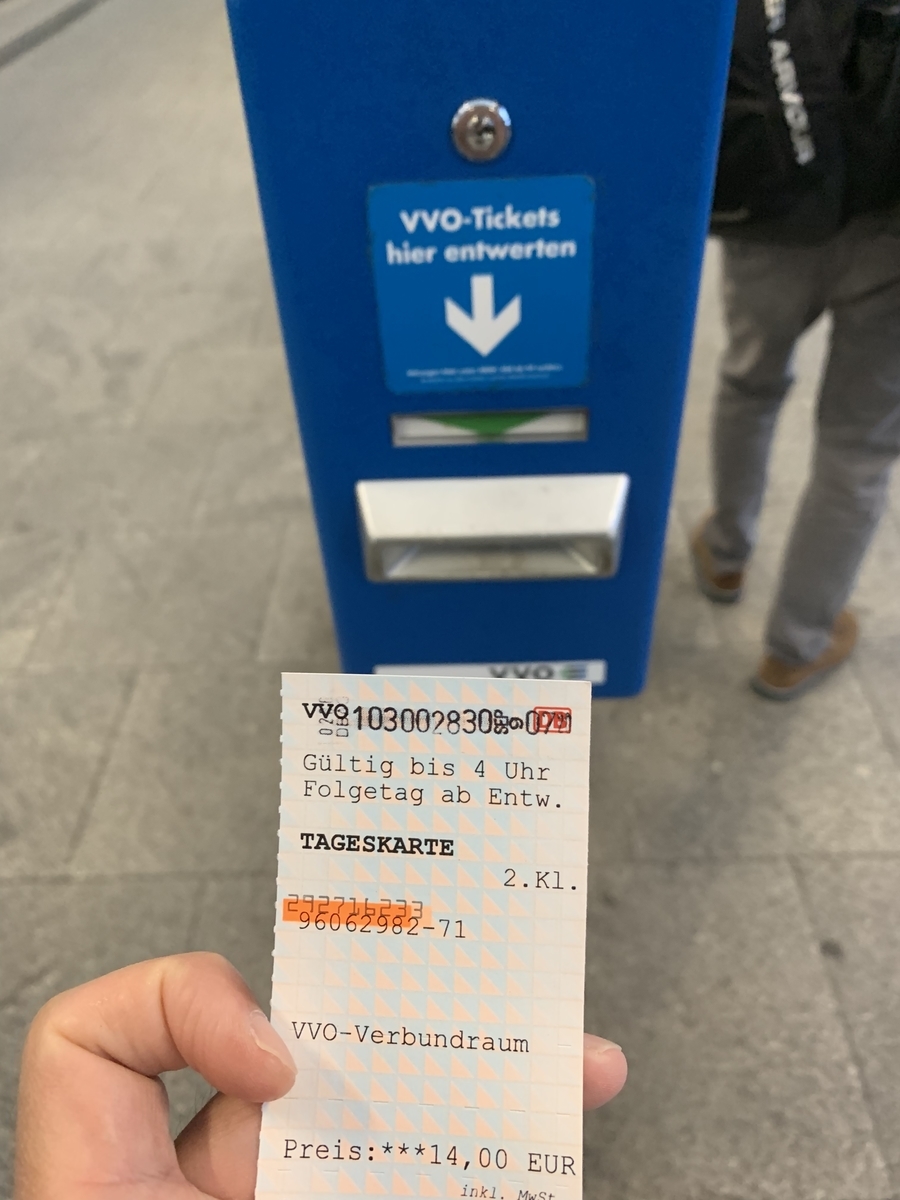 VVO-Tickets
hier entwerten
VVO
VVO
Gültig bis 4 Uhr
Folgetag ab Entw.
TAGESKARTE
2.Kl.
292716233
96062982-71
VVO-Verbundraum
Preis:***14,00 EUR
inkl. MwSt